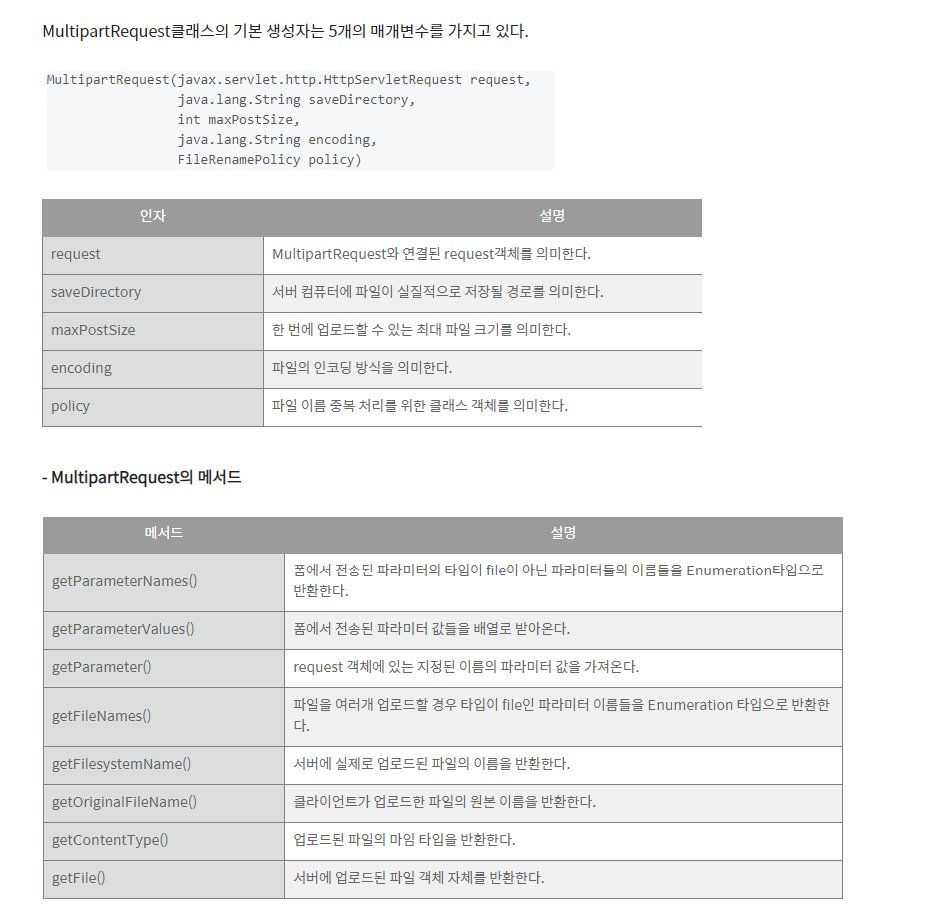 MultipartRequest클래스의 기본 생성자는 5개의 매개변수를 가지고 있다.
MultipartRequest(javax.servlet.http.HttpServletRequest request,
java.lang.String saveDirectory,
int maxPostSize,
java.lang.String encoding,
FileRenamePolicy policy)
인자 설명
request MultipartRequest와 연결된 request객체를 의미한다.
saveDirectory 서버 컴퓨터에 파일이 실질적으로 저장될 경로를 의미한다.
maxPostSize 한 번에 업로드할 수 있는 최대 파일 크기를 의미한다.
encoding 파일의 인코딩 방식을 의미한다.
policy 파일 이름 중복 처리를 위한 클래스 객체를 의미한다.
- MultipartRequest의 메서드
메서드 설명
getParameterNames() 폼에서 전송된 파라미터의 타입이 file이 아닌 파라미터들의 이름들을 Enumeration타입으로
반환한다.
getParameterValues() 폼에서 전송된 파라미터 값들을 배열로 받아온다.
getParameter() request 객체에 있는 지정된 이름의 파라미터 값을 가져온다.
getFileNames() 파일을 여러개 업로드할 경우 타입이 file인 파라미터 이름들을 Enumeration 타입으로 반환한
다.
getFilesystemName() 서버에 실제로 업로드된 파일의 이름을 반환한다.
getOriginalFileName() 클라이언트가 업로드한 파일의 원본 이름을 반환한다.
getContentType() 업로드된 파일의 마임 타입을 반환한다.
getFile() 서버에 업로드된 파일 객체 자체를 반환한다.